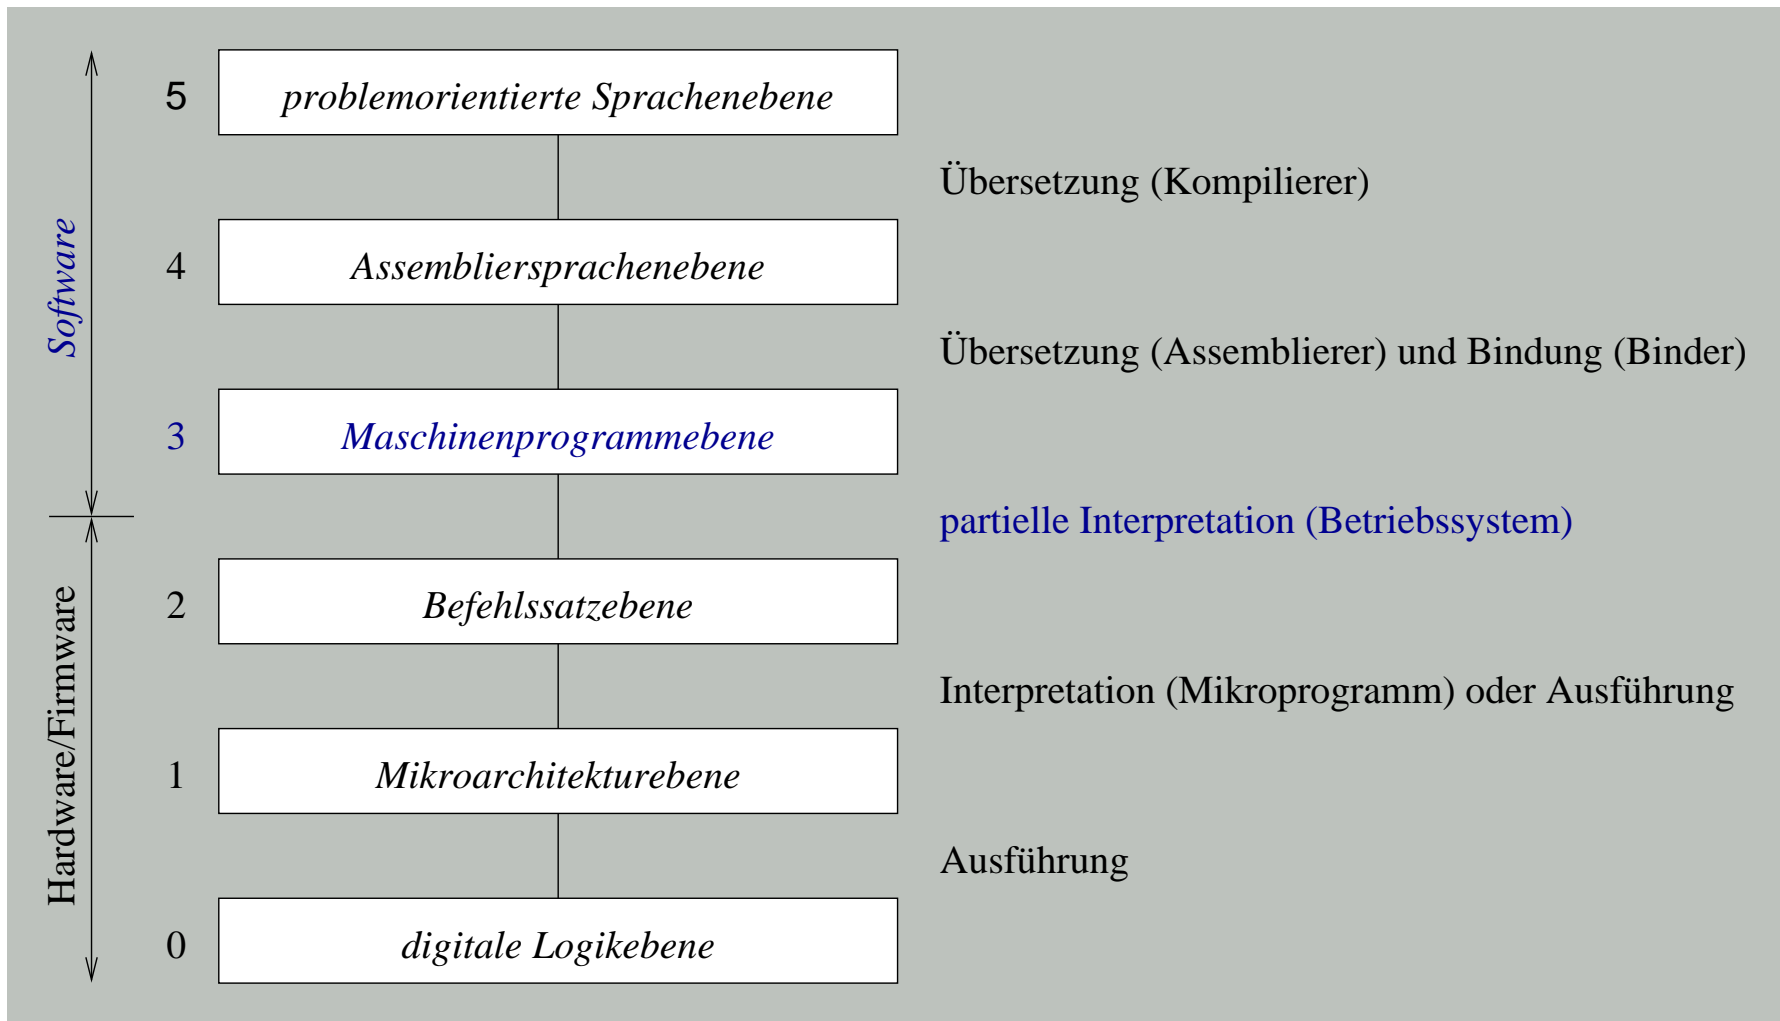 5 problemorientierte Sprachenebene
Übersetzung (Kompilierer)
4 Assembliersprachenebene
Übersetzung (Assemblierer) und Bindung (Binder)
3 Maschinenprogrammebene
partielle Interpretation (Betriebssystem)
2 Befehlssatzebene
Interpretation (Mikroprogramm) oder Ausführung
1 Mikroarchitekturebene
Ausführung
0 digitale Logikebene
Software
Hardware/Firmware